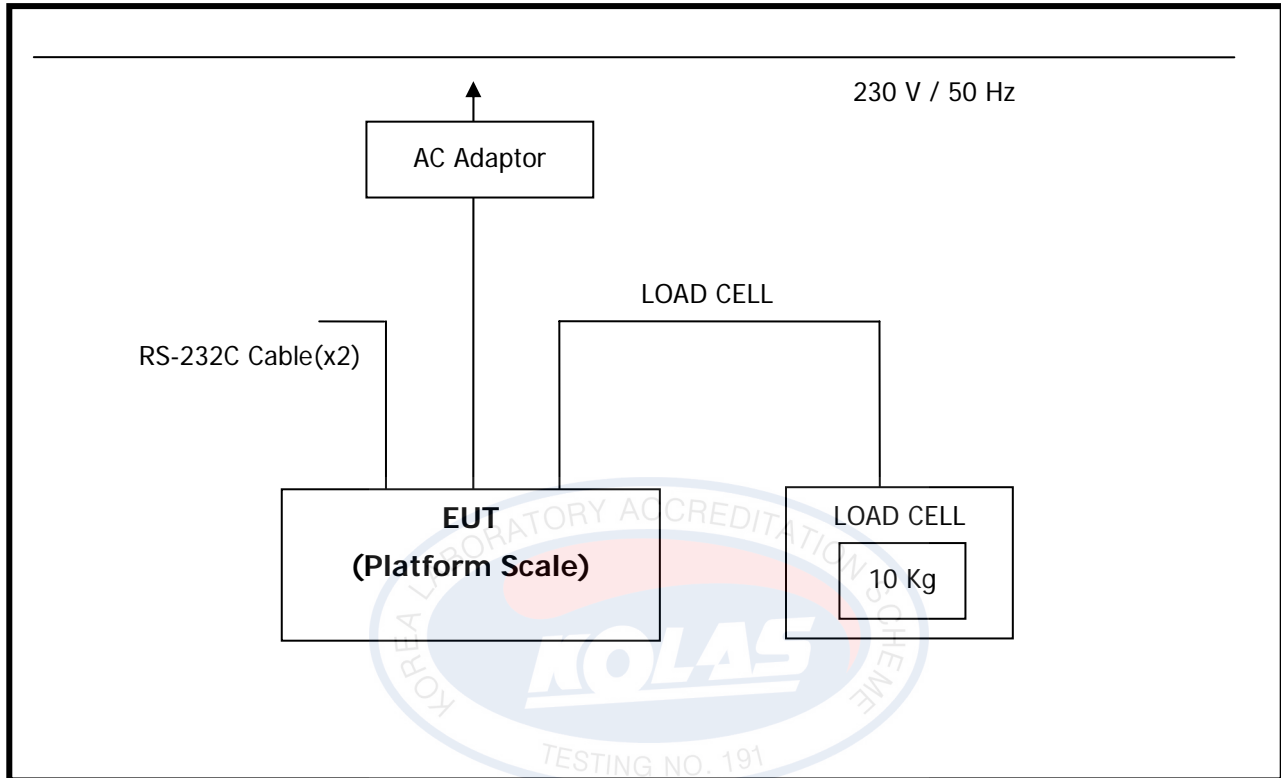 230 V / 50 Hz
AC Adaptor
LOAD CELL
RS-232C Cable(x2)
EUT
(Platform Scale)
LOAD CELL
10 Kg
KOREA LABORATORY ACCREDITATION SCHEME
KOLAS
TESTING NO. 191